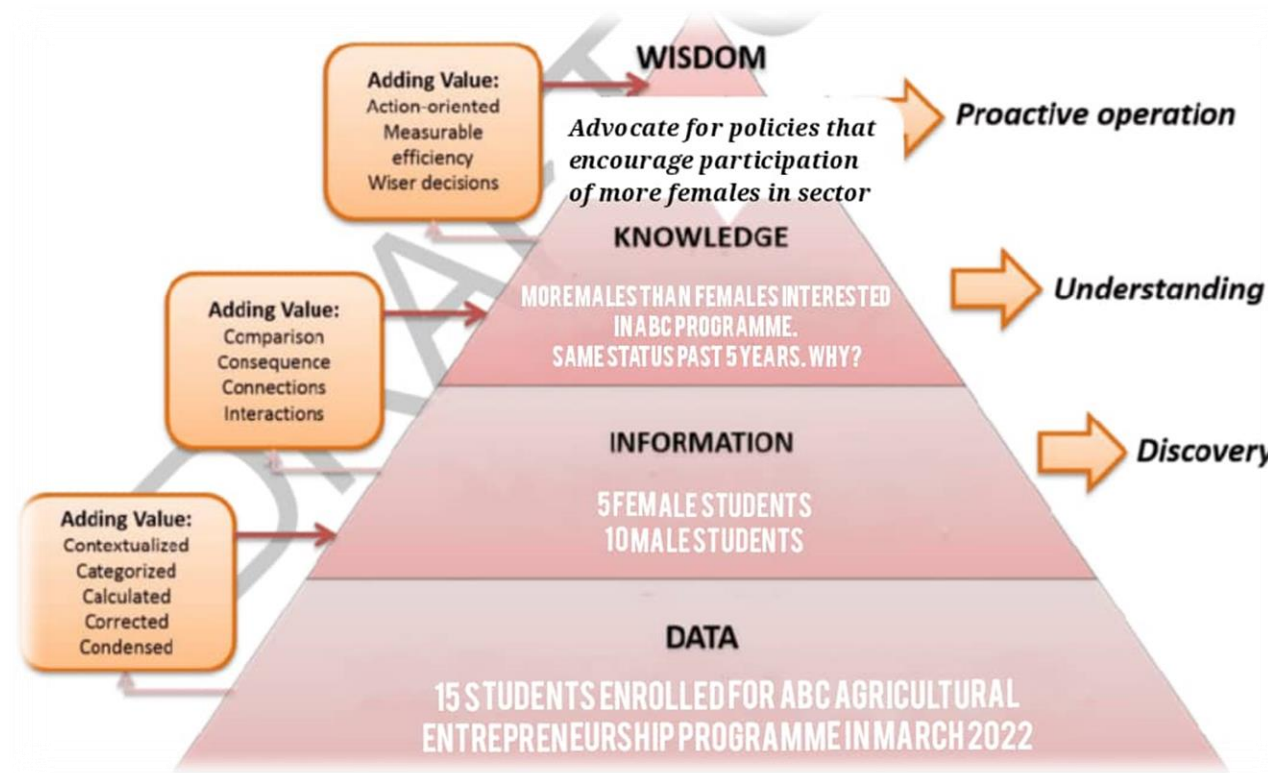 WISDOM
Adding Value:
Action-oriented
Measurable
efficiency
Wiser decisions
Proactive operation
Advocate for policies that
encourage participation
of more females in sector
KNOWLEDGE
MORE MALES THAN FEMALES INTERESTED
IN ABC PROGRAMME.
SAME STATUS PAST 5 YEARS. WHY?
Understanding
Adding Value:
Comparison
Consequence
Connections
Interactions
INFORMATION
5 FEMALE STUDENTS
10 MALE STUDENTS
Discovery
Adding Value:
Contextualized
Categorized
Calculated
Corrected
Condensed
DATA
15 STUDENTS ENROLLED FOR ABC AGRICULTURAL
ENTREPRENEURSHIP PROGRAMME IN MARCH 2022
DRAFT